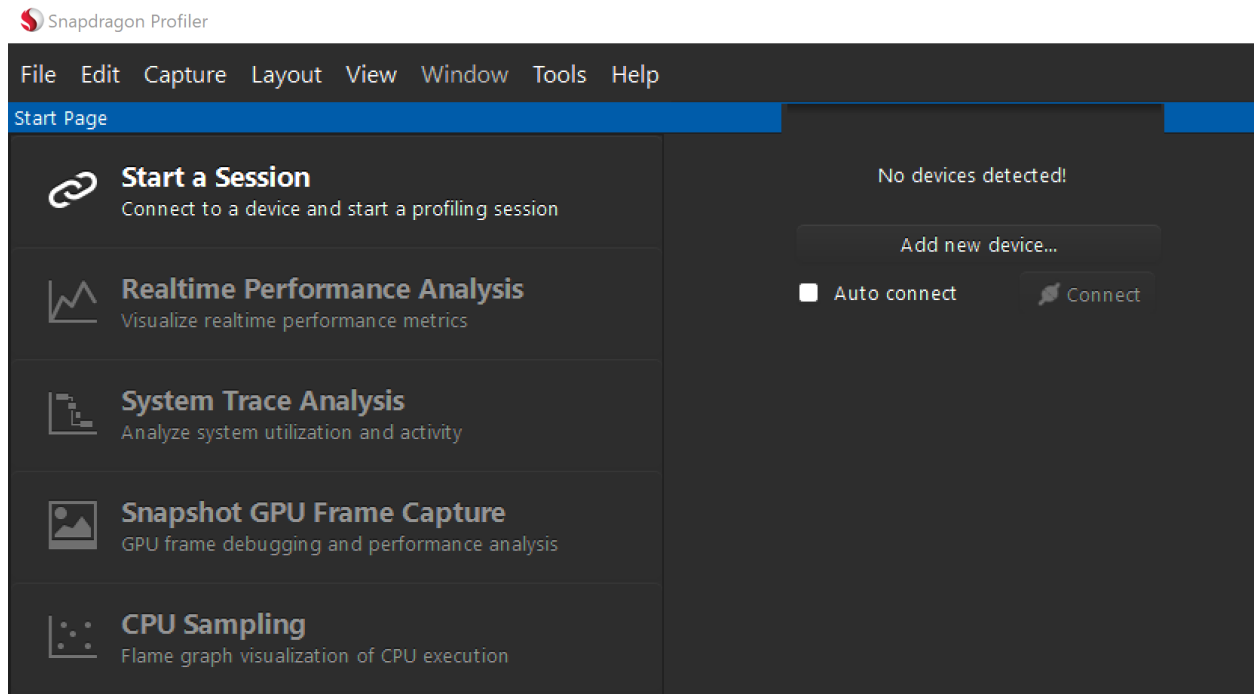 Snapdragon Profiler
File Edit Capture Layout View Window Tools Help
Start Page
Start a Session
Connect to a device and start a profiling session
Realtime Performance Analysis
Visualize realtime performance metrics
System Trace Analysis
Analyze system utilization and activity
Snapshot GPU Frame Capture
GPU frame debugging and performance analysis
CPU Sampling
Flame graph visualization of CPU execution
No devices detected!
Add new device...
Auto connect
Connect